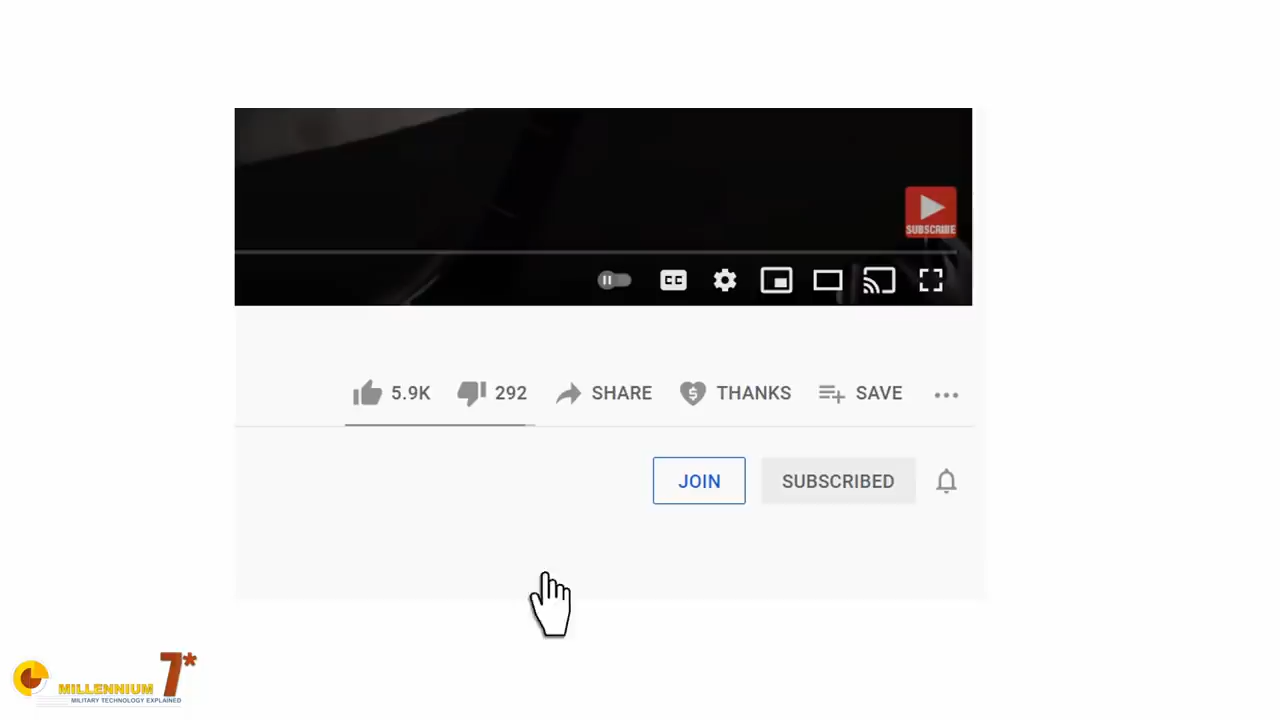 SUBSCRIBE
CC
5.9K 292 SHARE $ THANKS SAVE
JOIN SUBSCRIBED
MILLENNIUM 7*
MILITARY TECHNOLOGY EXPLAINED